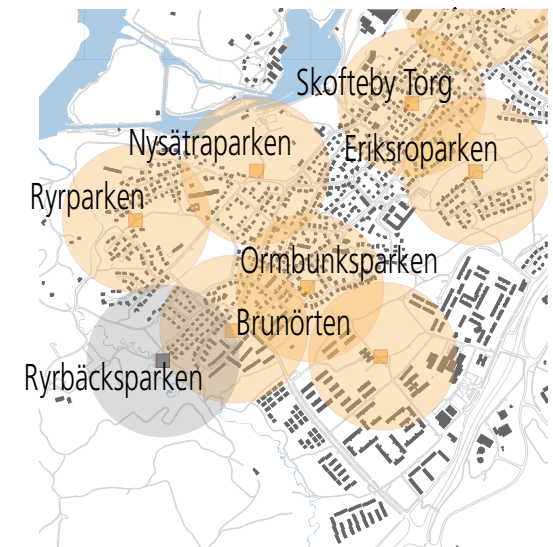 Skofteby Torg
Nysätraparken
Eriksroparken
Ryrparken
Ormbunksparken
Brunörten
Ryrbäcksparken